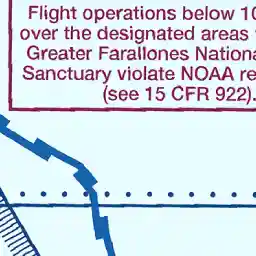 Flight operations below 10
over the designated areas
Greater Farallones Nationa
Sanctuary violate NOAA re
(see 15 CFR 922).